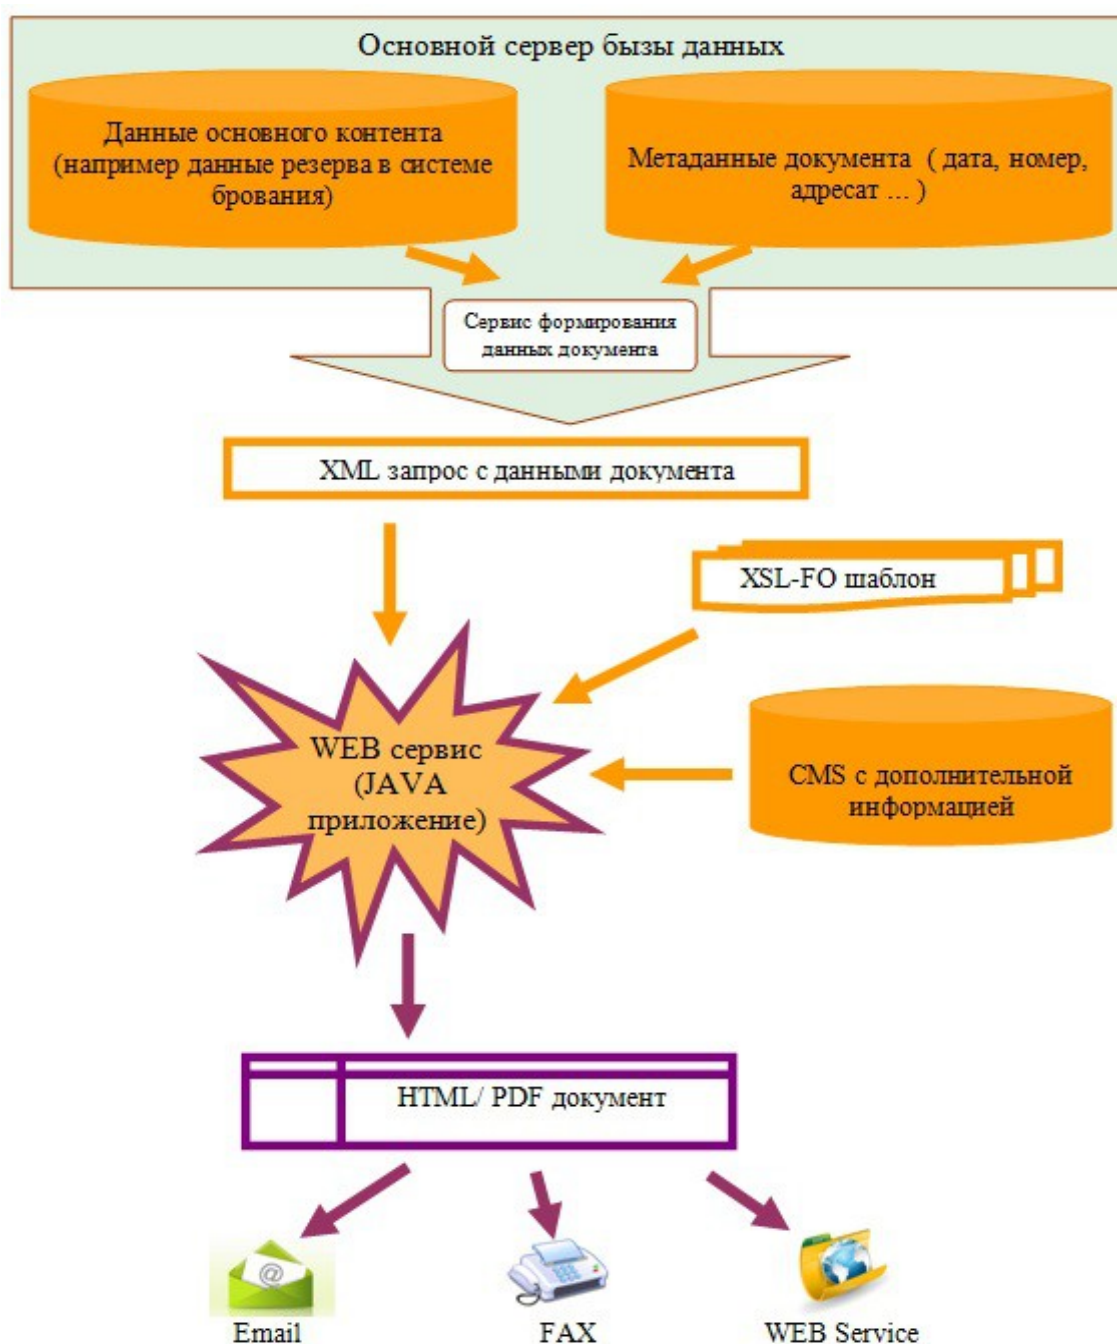 Основной сервер бызы данных
Данные основного контента
(например данные резерва в системе
брования)
Метаданные документа ( дата, номер,
адресат ... )
Сервис формирования
данных документа
XML запрос с данными документа
XSL-FO шаблон
WEB сервис
(JAVA
приложение)
CMS с дополнительной
информацией
HTML/ PDF документ
@
Email
FAX
WEB Service